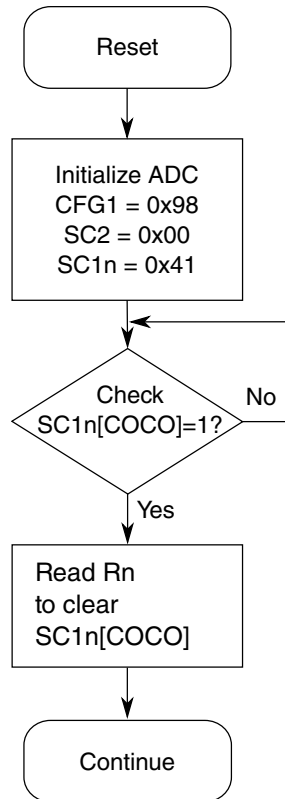 Reset
Initialize ADC
CFG1 = 0x98
SC2 = 0x00
SC1n = 0x41
Check
SC1n[COCO]=1?
No
Yes
Read Rn
to clear
SC1n[COCO]
Continue